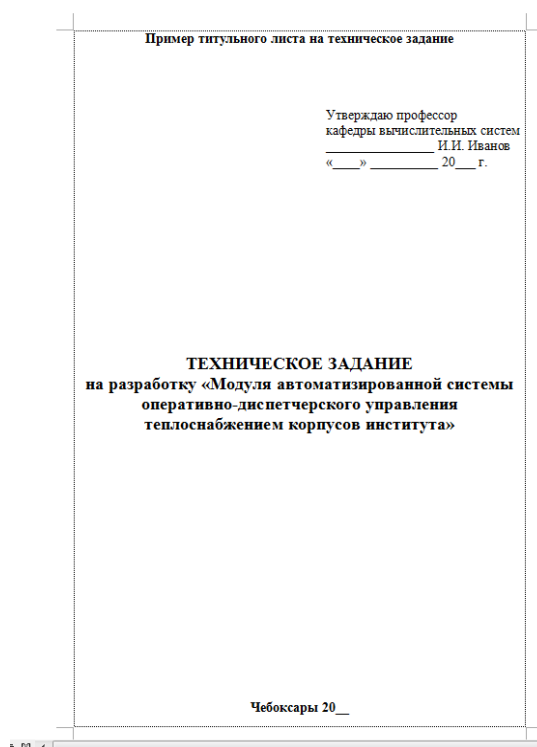 Пример титульного листа на техническое задание
Утверждаю профессор
кафедры вычислительных систем
________________ И.И. Иванов
«____» __________ 20___ г.
ТЕХНИЧЕСКОЕ ЗАДАНИЕ
на разработку «Модуля автоматизированной системы
оперативно-диспетчерского управления
теплоснабжением корпусов института»
Чебоксары 20__